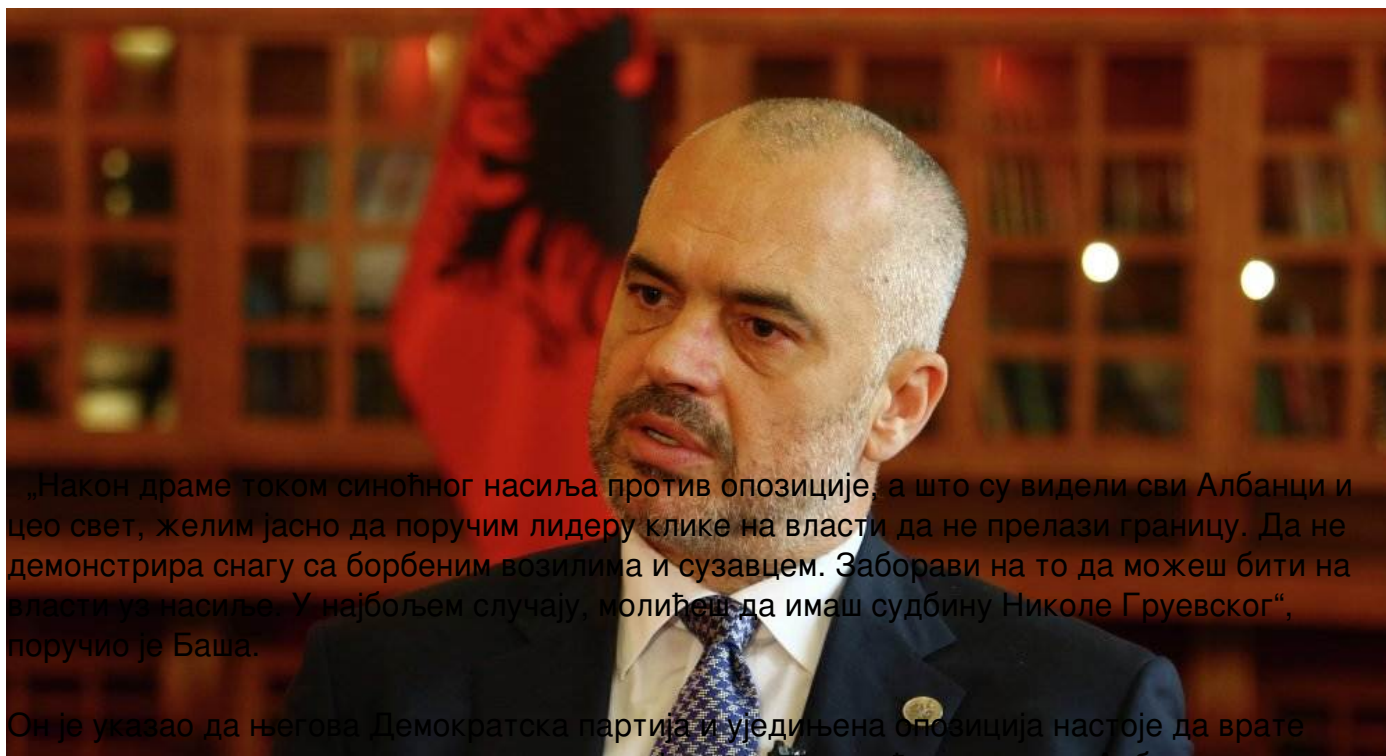 „Након драме током синоћног насиља против опозиције, а што су видели сви Албанци и
цео свет, желим јасно да поручим лидеру клике на власти да не прелази границу. Да не
демонстрира снагу са борбеним возилима и сузавцем. Заборави на то да можеш бити на
власти уз насиље. У најбољем случају, молићеш да имаш судбину Николе Груевског“,
поручио је Баша.
Он је указао да његова Демократска партија и уједињена опозиција настоје да врате